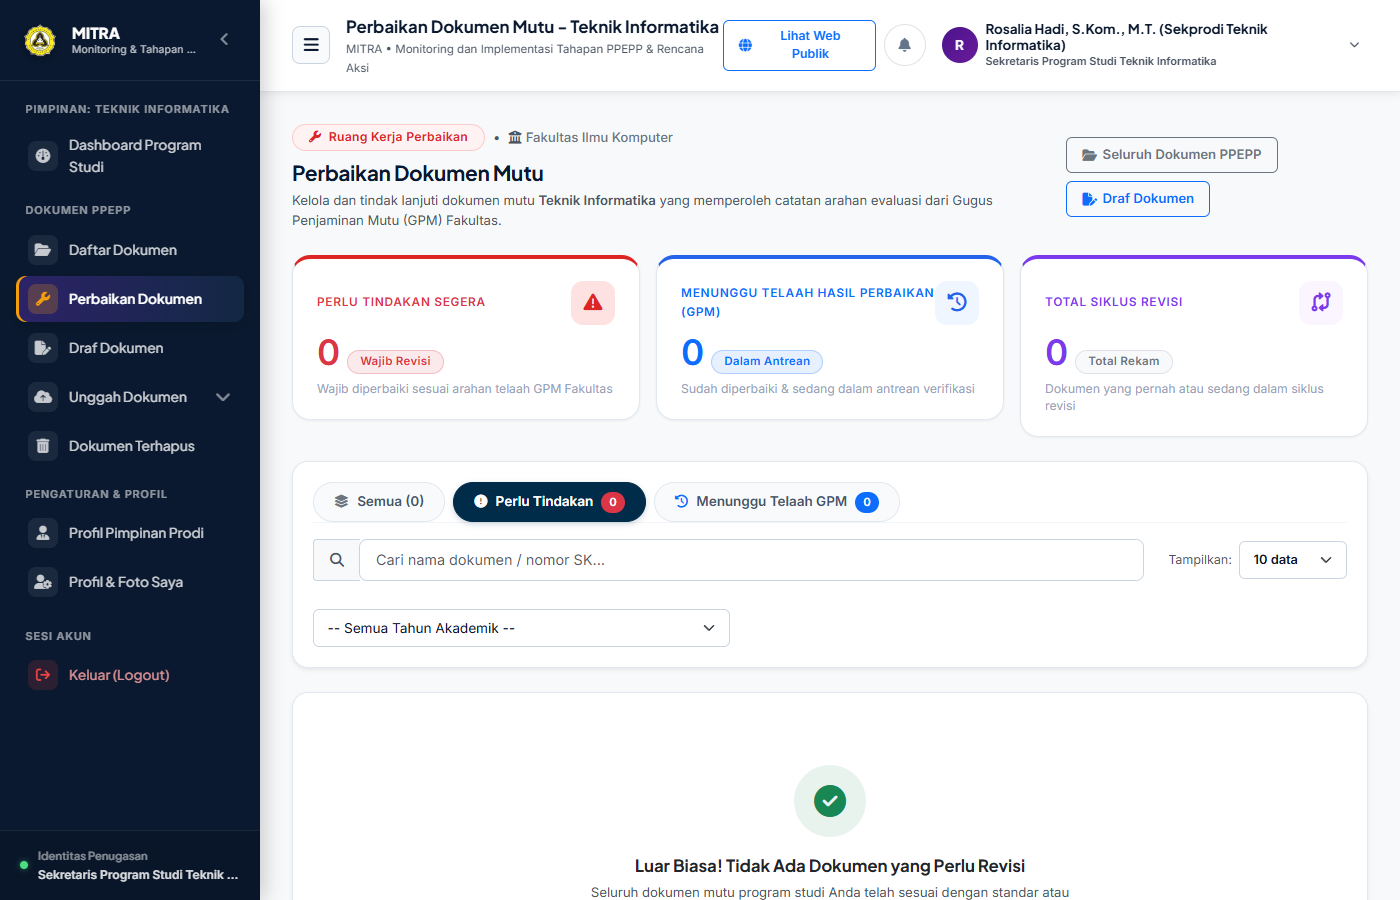 MITRA
Monitoring & Tahapan ...
PIMPINAN: TEKNIK INFORMATIKA
Dashboard Program
Studi
DOKUMEN PPEPP
Daftar Dokumen
Perbaikan Dokumen
Draf Dokumen
Unggah Dokumen
Dokumen Terhapus
PENGATURAN & PROFIL
Profil Pimpinan Prodi
Profil & Foto Saya
SESI AKUN
Keluar (Logout)
Identitas Penugasan
Sekretaris Program Studi Teknik ...
Perbaikan Dokumen Mutu - Teknik Informatika
MITRA • Monitoring dan Implementasi Tahapan PPEPP & Rencana
Aksi
Lihat Web
Publik
R
Rosalia Hadi, S.Kom., M.T. (Sekprodi Teknik
Informatika)
Sekretaris Program Studi Teknik Informatika
Ruang Kerja Perbaikan • Fakultas Ilmu Komputer
Perbaikan Dokumen Mutu
Kelola dan tindak lanjuti dokumen mutu Teknik Informatika yang memperoleh catatan arahan evaluasi dari Gugus
Penjaminan Mutu (GPM) Fakultas.
Seluruh Dokumen PPEPP
Draf Dokumen
PERLU TINDAKAN SEGERA
0 Wajib Revisi
Wajib diperbaiki sesuai arahan telaah GPM Fakultas
MENUNGGU TELAAH HASIL PERBAIKAN
(GPM)
0 Dalam Antrean
Sudah diperbaiki & sedang dalam antrean verifikasi
TOTAL SIKLUS REVISI
0 Total Rekam
Dokumen yang pernah atau sedang dalam siklus
revisi
Semua (0)
Perlu Tindakan 0
Menunggu Telaah GPM 0
Cari nama dokumen / nomor SK...
Tampilkan: 10 data
-- Semua Tahun Akademik --
Luar Biasa! Tidak Ada Dokumen yang Perlu Revisi
Seluruh dokumen mutu program studi Anda telah sesuai dengan standar atau